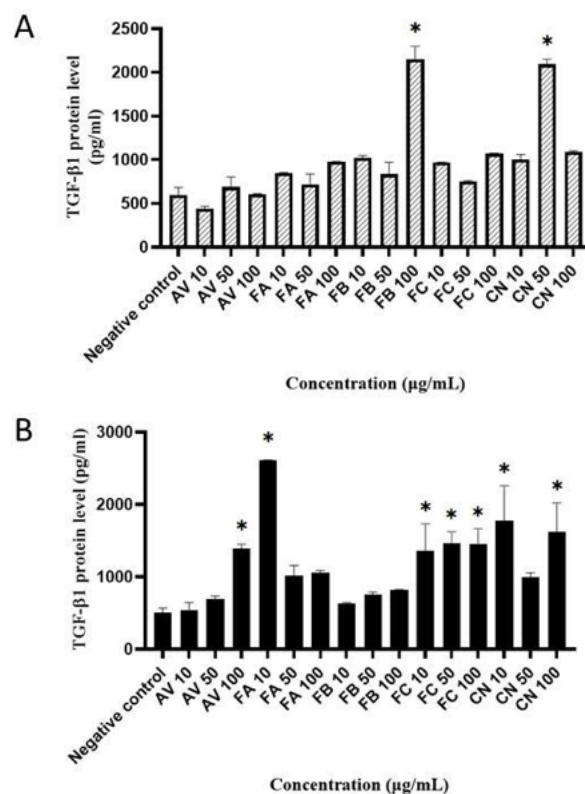 A
TGF-β1 protein level
(pg/ml)
2500
2000
1500
1000
500
0
*
*
Negative control
AV 10
AV 50
AV 100
FA 10
FA 50
FA 100
FB 10
FB 50
FB 100
FC 10
FC 50
FC 100
CN 10
CN 50
CN 100
Concentration (µg/mL)
B
TGF-β1 protein level (pg/ml)
3000
2000
1000
0
*
*
*
*
*
*
*
Negative control
AV 10
AV 50
AV 100
FA 10
FA 50
FA 100
FB 10
FB 50
FB 100
FC 10
FC 50
FC 100
CN 10
CN 50
CN 100
Concentration (µg/mL)